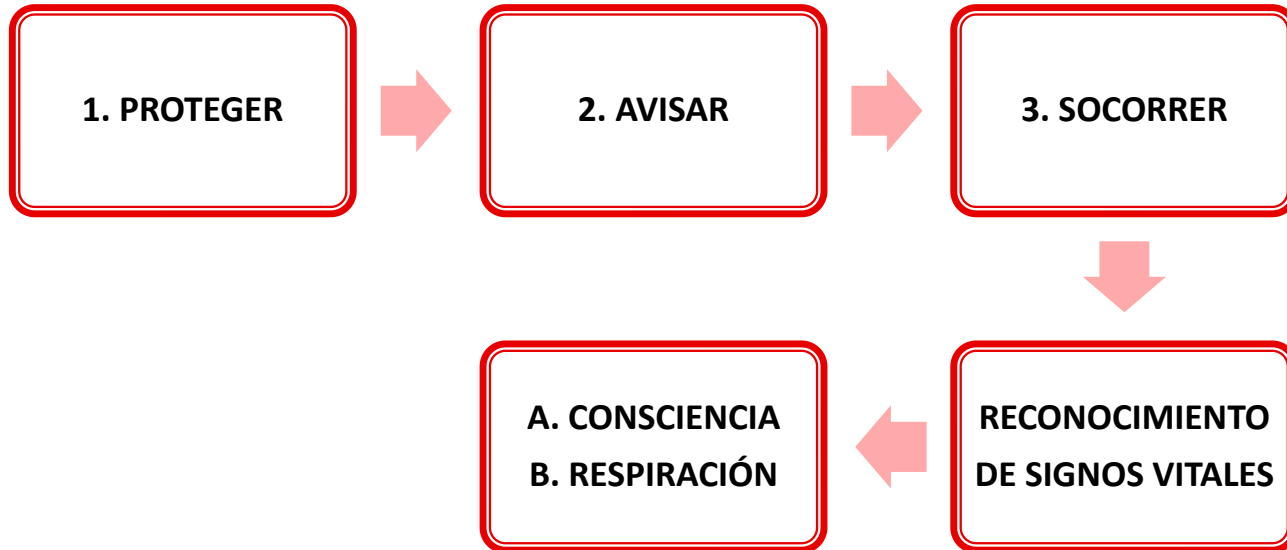 1. PROTEGER
2. AVISAR
3. SOCORRER
RECONOCIMIENTO
DE SIGNOS VITALES
A. CONSCIENCIA
B. RESPIRACIÓN